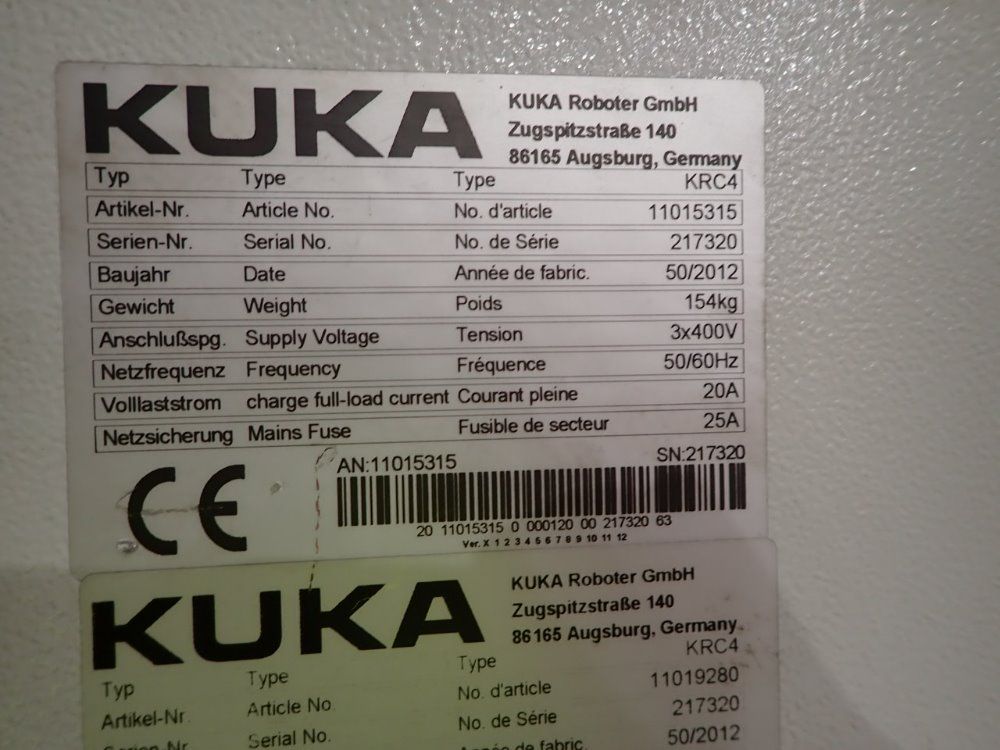 KUKA
KUKA Roboter GmbH
Zugspitzstraße 140
86165 Augsburg, Germany
Typ Type Type KRC4
Artikel-Nr. Article No. No. d'article 11015315
Serien-Nr. Serial No. No. de Série 217320
Baujahr Date Année de fabric. 50/2012
Gewicht Weight Poids 154kg
Anschlußspg. Supply Voltage Tension 3x400V
Netzfrequenz Frequency Fréquence 50/60Hz
Volllaststrom charge full-load current Courant pleine 20A
Netzsicherung Mains Fuse Fusible de secteur 25A
CE
AN:11015315 SN:217320
20 11015315 0 000120 00 217320 63
Ver. X 1 2 3 4 5 6 7 8 9 10 11 12
KUKA
KUKA Roboter GmbH
Zugspitzstraße 140
86165 Augsburg, Germany
Typ Type Type KRC4
Artikel-Nr. Article No. No. d'article 11019280
Serien-Nr. Serial No. No. de Série 217320
Année de fabric. 50/2012